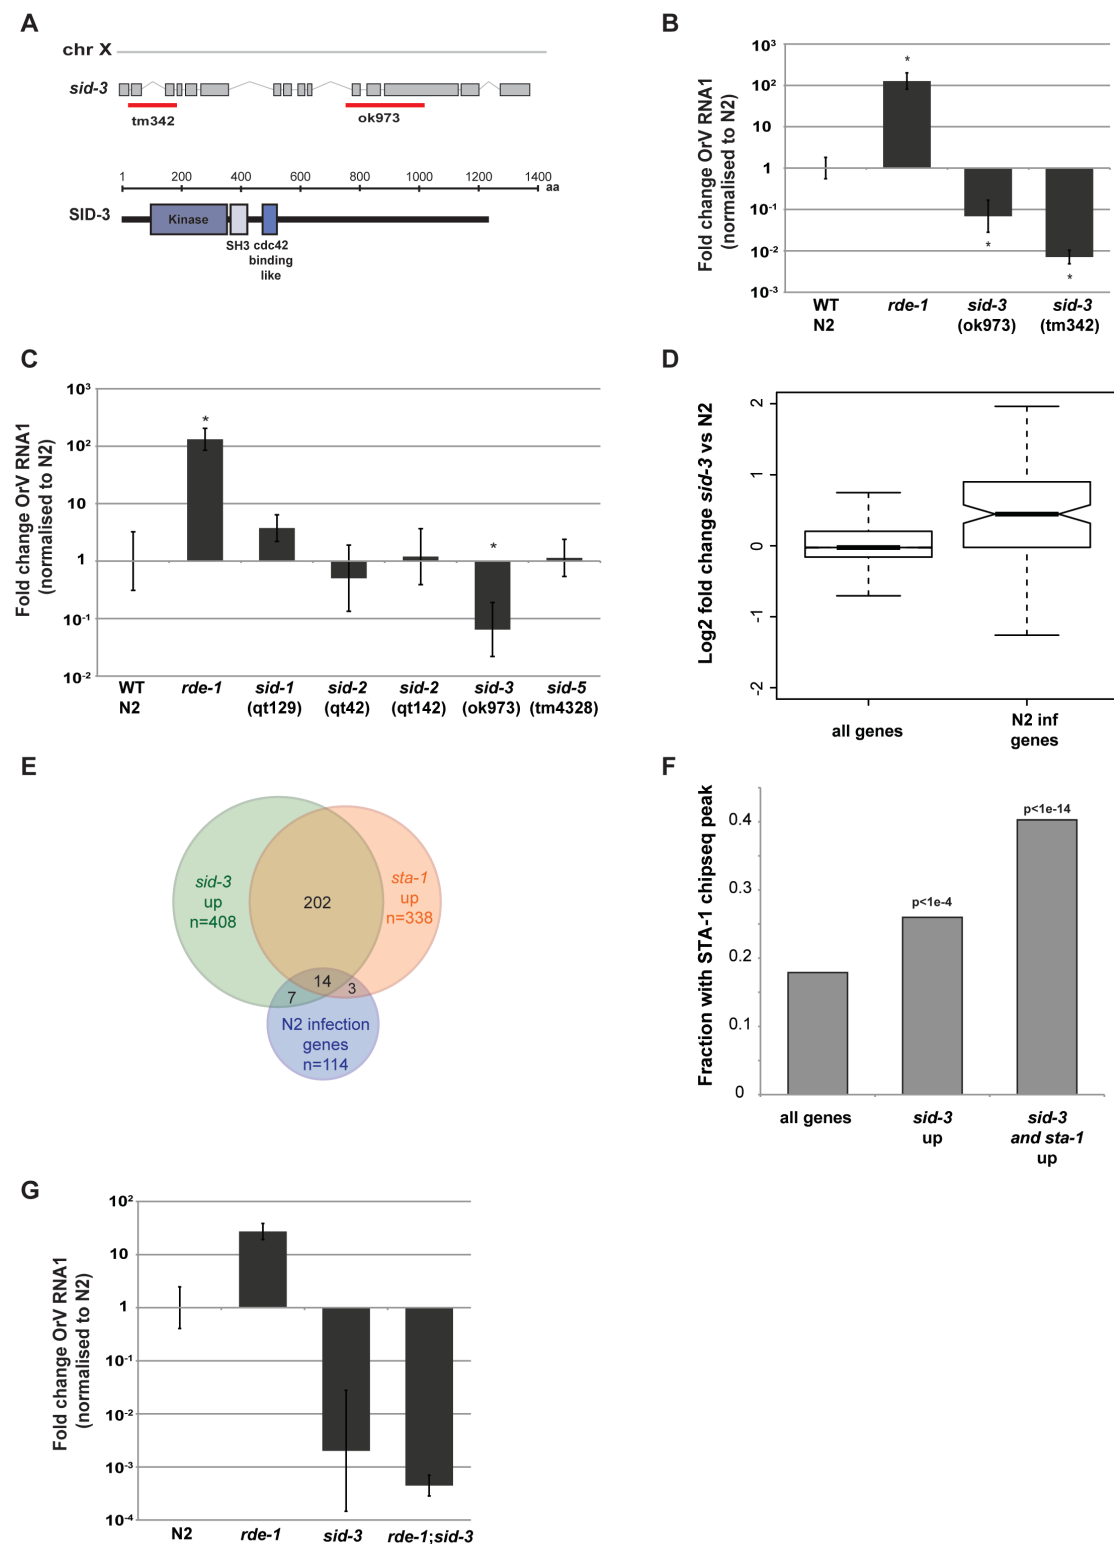 A
chr X
sid-3
tm342
ok973
1 200 400 600 800 1000 1200 1400
aa
SID-3
Kinase
SH3 cdc42
binding
like
B
Fold change OrV RNA1
(normalised to N2)
10³
10²
10
1
10⁻¹
10⁻²
10⁻³
*
*
*
WT
N2
rde-1
sid-3
(ok973)
sid-3
(tm342)
C
Fold change OrV RNA1
(normalised to N2)
10³
10²
10
1
10⁻¹
10⁻²
*
*
WT
N2
rde-1
sid-1
(qt129)
sid-2
(qt42)
sid-2
(qt142)
sid-3
(ok973)
sid-5
(tm4328)
D
Log2 fold change sid-3 vs N2
2
1
0
-1
-2
all genes
N2 inf
genes
E
sid-3
up
n=408
202
sta-1
up
n=338
14
7
3
N2 infection
genes
n=114
F
Fraction with STA-1 chipseq peak
0.4
0.3
0.2
0.1
0
p<1e-4
p<1e-14
all genes
sid-3
up
sid-3
and sta-1
up
G
Fold change OrV RNA1
(normalised to N2)
10²
10
1
10⁻¹
10⁻²
10⁻³
10⁻⁴
N2
rde-1
sid-3
rde-1;sid-3